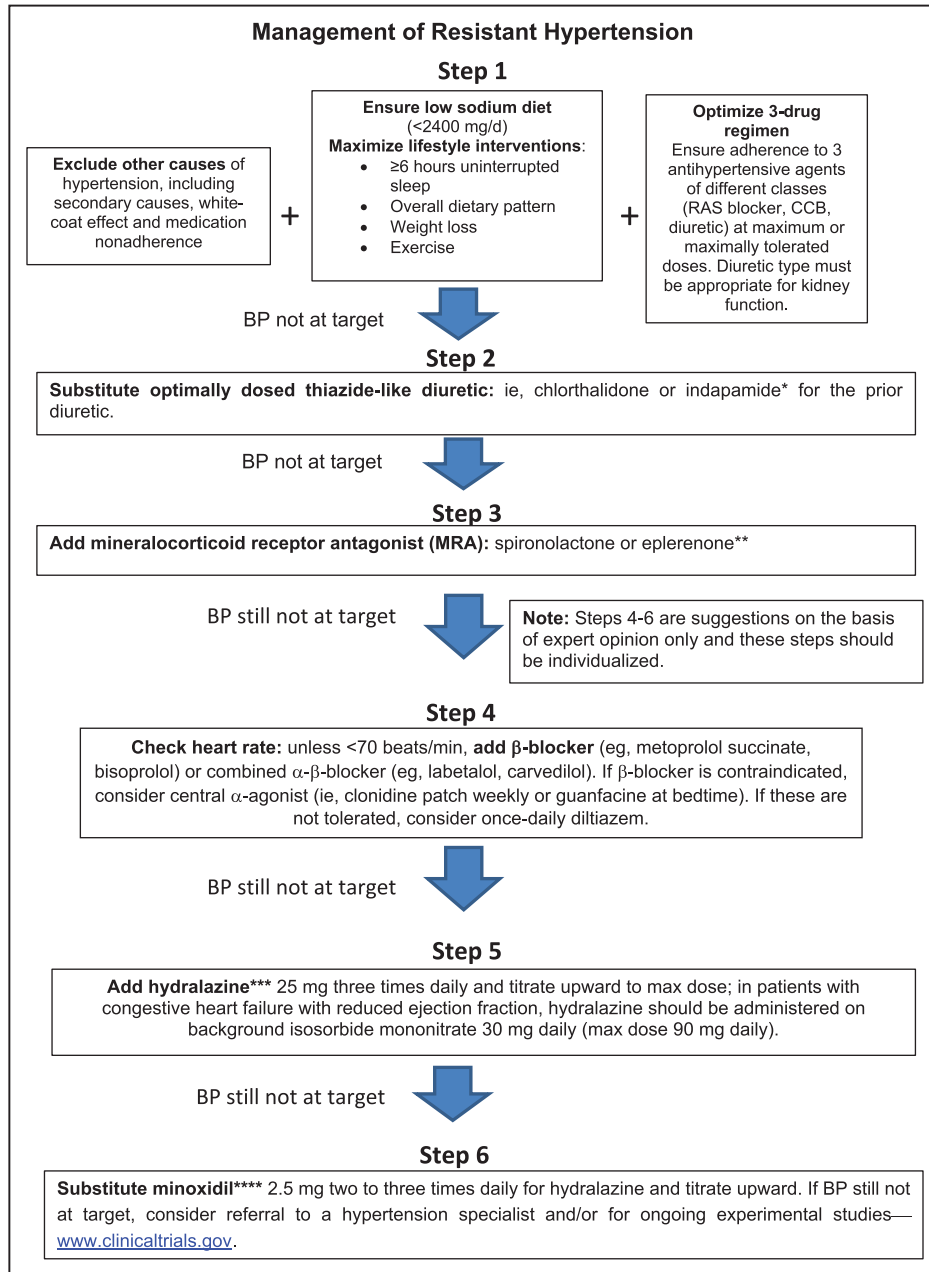 Management of Resistant Hypertension
Step 1
Exclude other causes of
hypertension, including
secondary causes, white-
coat effect and medication
nonadherence
+
Ensure low sodium diet
(<2400 mg/d)
Maximize lifestyle interventions:
• ≥6 hours uninterrupted
sleep
• Overall dietary pattern
• Weight loss
• Exercise
+
Optimize 3-drug
regimen
Ensure adherence to 3
antihypertensive agents
of different classes
(RAS blocker, CCB,
diuretic) at maximum or
maximally tolerated
doses. Diuretic type must
be appropriate for kidney
function.
BP not at target
Step 2
Substitute optimally dosed thiazide-like diuretic: ie, chlorthalidone or indapamide* for the prior
diuretic.
BP not at target
Step 3
Add mineralocorticoid receptor antagonist (MRA): spironolactone or eplerenone**
BP still not at target
Note: Steps 4-6 are suggestions on the basis
of expert opinion only and these steps should
be individualized.
Step 4
Check heart rate: unless <70 beats/min, add β-blocker (eg, metoprolol succinate,
bisoprolol) or combined α-β-blocker (eg, labetalol, carvedilol). If β-blocker is contraindicated,
consider central α-agonist (ie, clonidine patch weekly or guanfacine at bedtime). If these are
not tolerated, consider once-daily diltiazem.
BP still not at target
Step 5
Add hydralazine*** 25 mg three times daily and titrate upward to max dose; in patients with
congestive heart failure with reduced ejection fraction, hydralazine should be administered on
background isosorbide mononitrate 30 mg daily (max dose 90 mg daily).
BP still not at target
Step 6
Substitute minoxidil**** 2.5 mg two to three times daily for hydralazine and titrate upward. If BP still not
at target, consider referral to a hypertension specialist and/or for ongoing experimental studies—
www.clinicaltrials.gov.